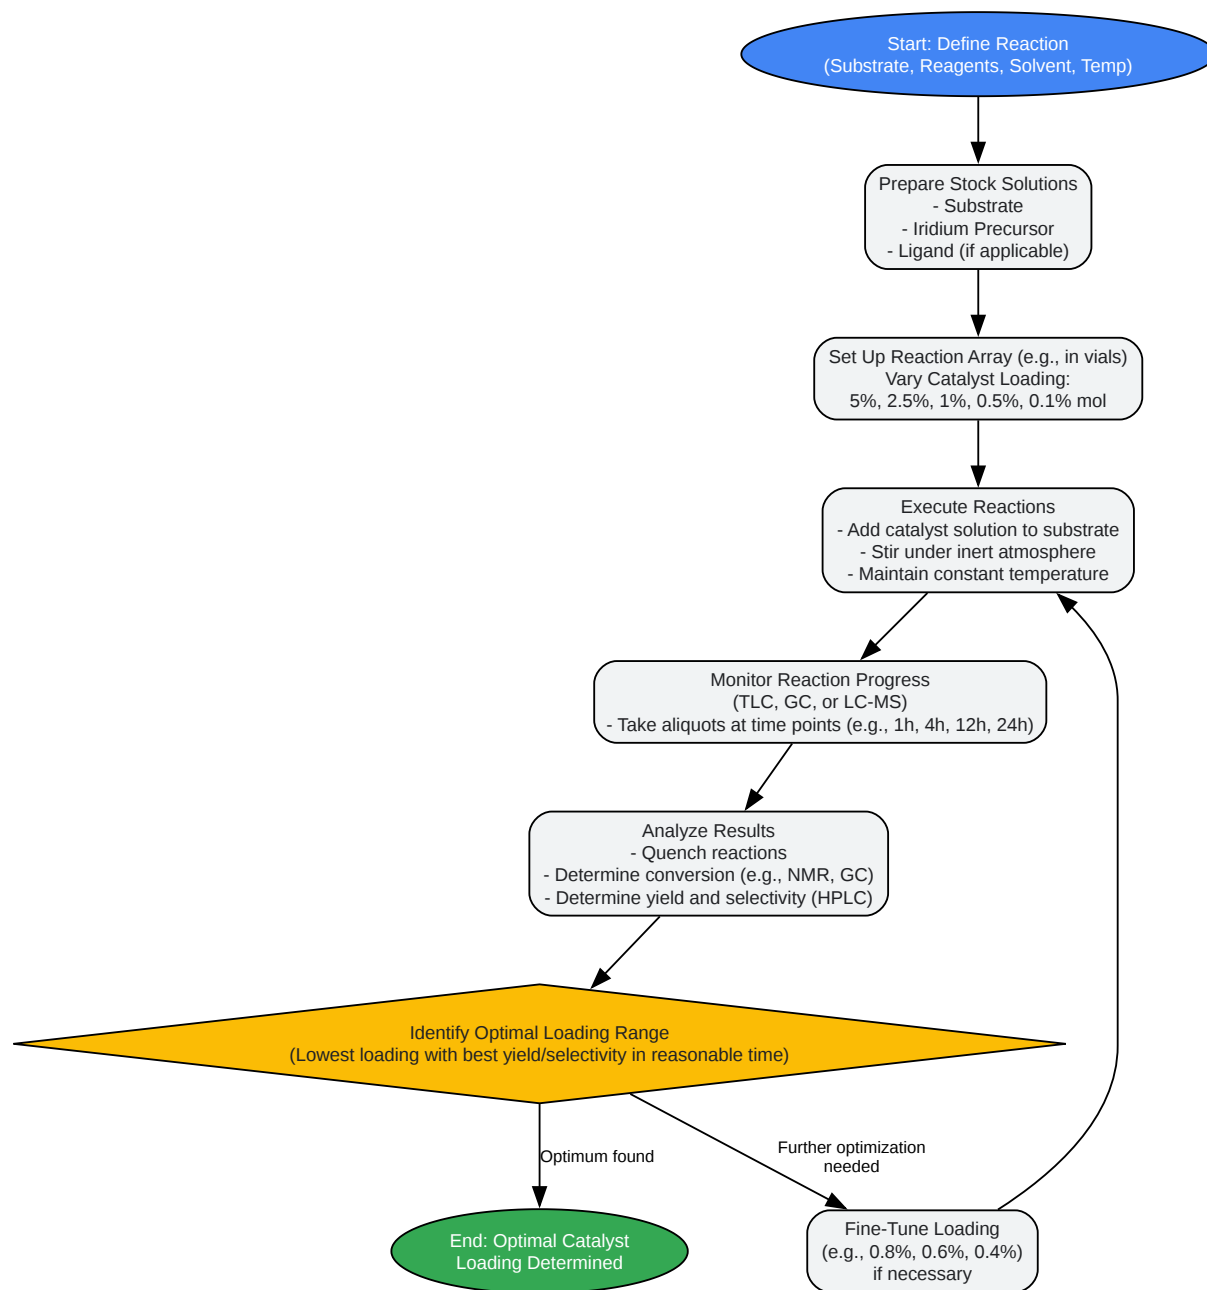 Start: Define Reaction
(Substrate, Reagents, Solvent, Temp)
Prepare Stock Solutions
- Substrate
- Iridium Precursor
- Ligand (if applicable)
Set Up Reaction Array (e.g., in vials)
Vary Catalyst Loading:
5%, 2.5%, 1%, 0.5%, 0.1% mol
Execute Reactions
- Add catalyst solution to substrate
- Stir under inert atmosphere
- Maintain constant temperature
Monitor Reaction Progress
(TLC, GC, or LC-MS)
- Take aliquots at time points (e.g., 1h, 4h, 12h, 24h)
Analyze Results
- Quench reactions
- Determine conversion (e.g., NMR, GC)
- Determine yield and selectivity (HPLC)
Identify Optimal Loading Range
(Lowest loading with best yield/selectivity in reasonable time)
Optimum found
Further optimization
needed
End: Optimal Catalyst
Loading Determined
Fine-Tune Loading
(e.g., 0.8%, 0.6%, 0.4%)
if necessary